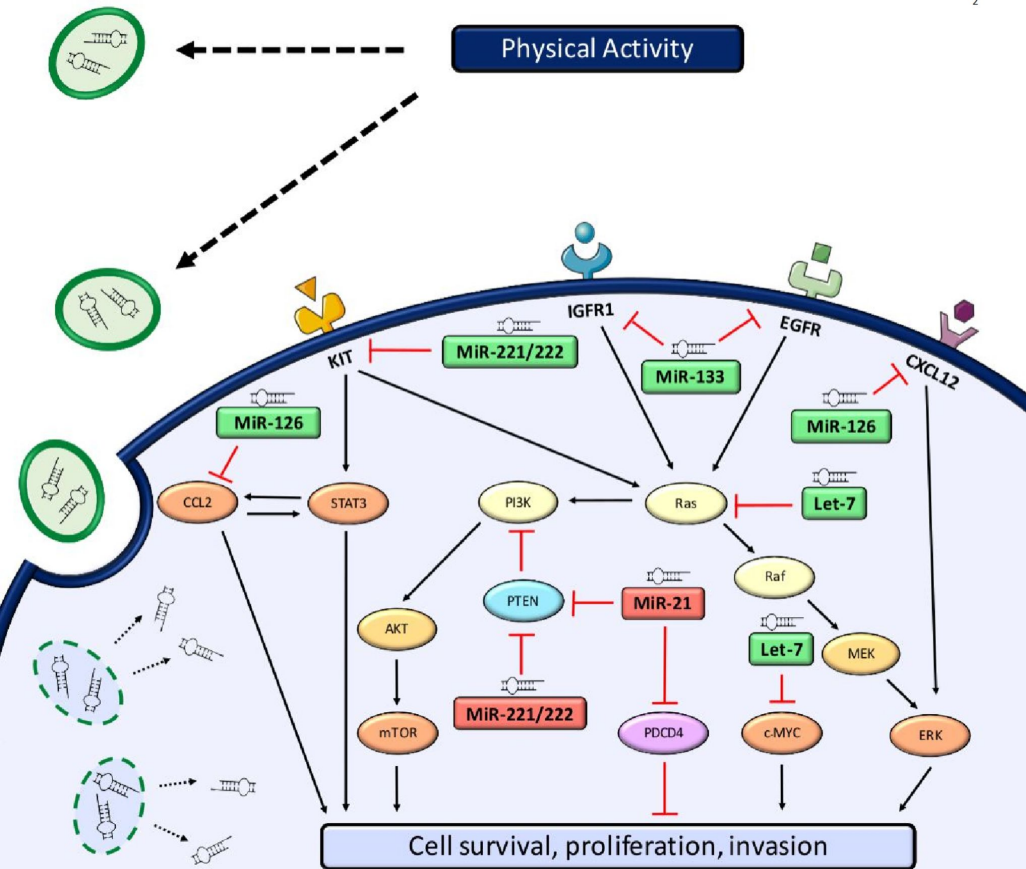 2
Physical Activity
IGFR1
EGFR
KIT
MiR-221/222
MiR-133
CXCL12
MiR-126
MiR-126
CCL2
STAT3
PI3K
Ras
Let-7
Raf
PTEN
MiR-21
AKT
Let-7
MEK
MiR-221/222
mTOR
PDCD4
c-MYC
ERK
Cell survival, proliferation, invasion